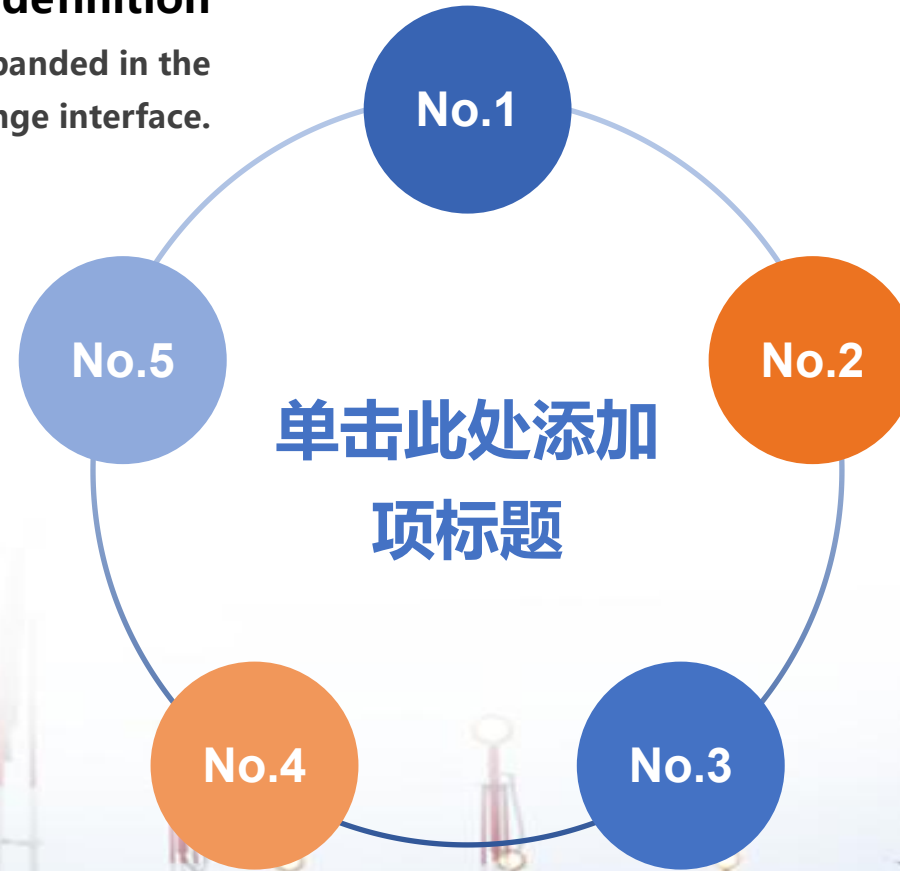 definition
panded in the
nge interface.
No.1
No.2
No.5
单击此处添加
项标题
No.4
No.3